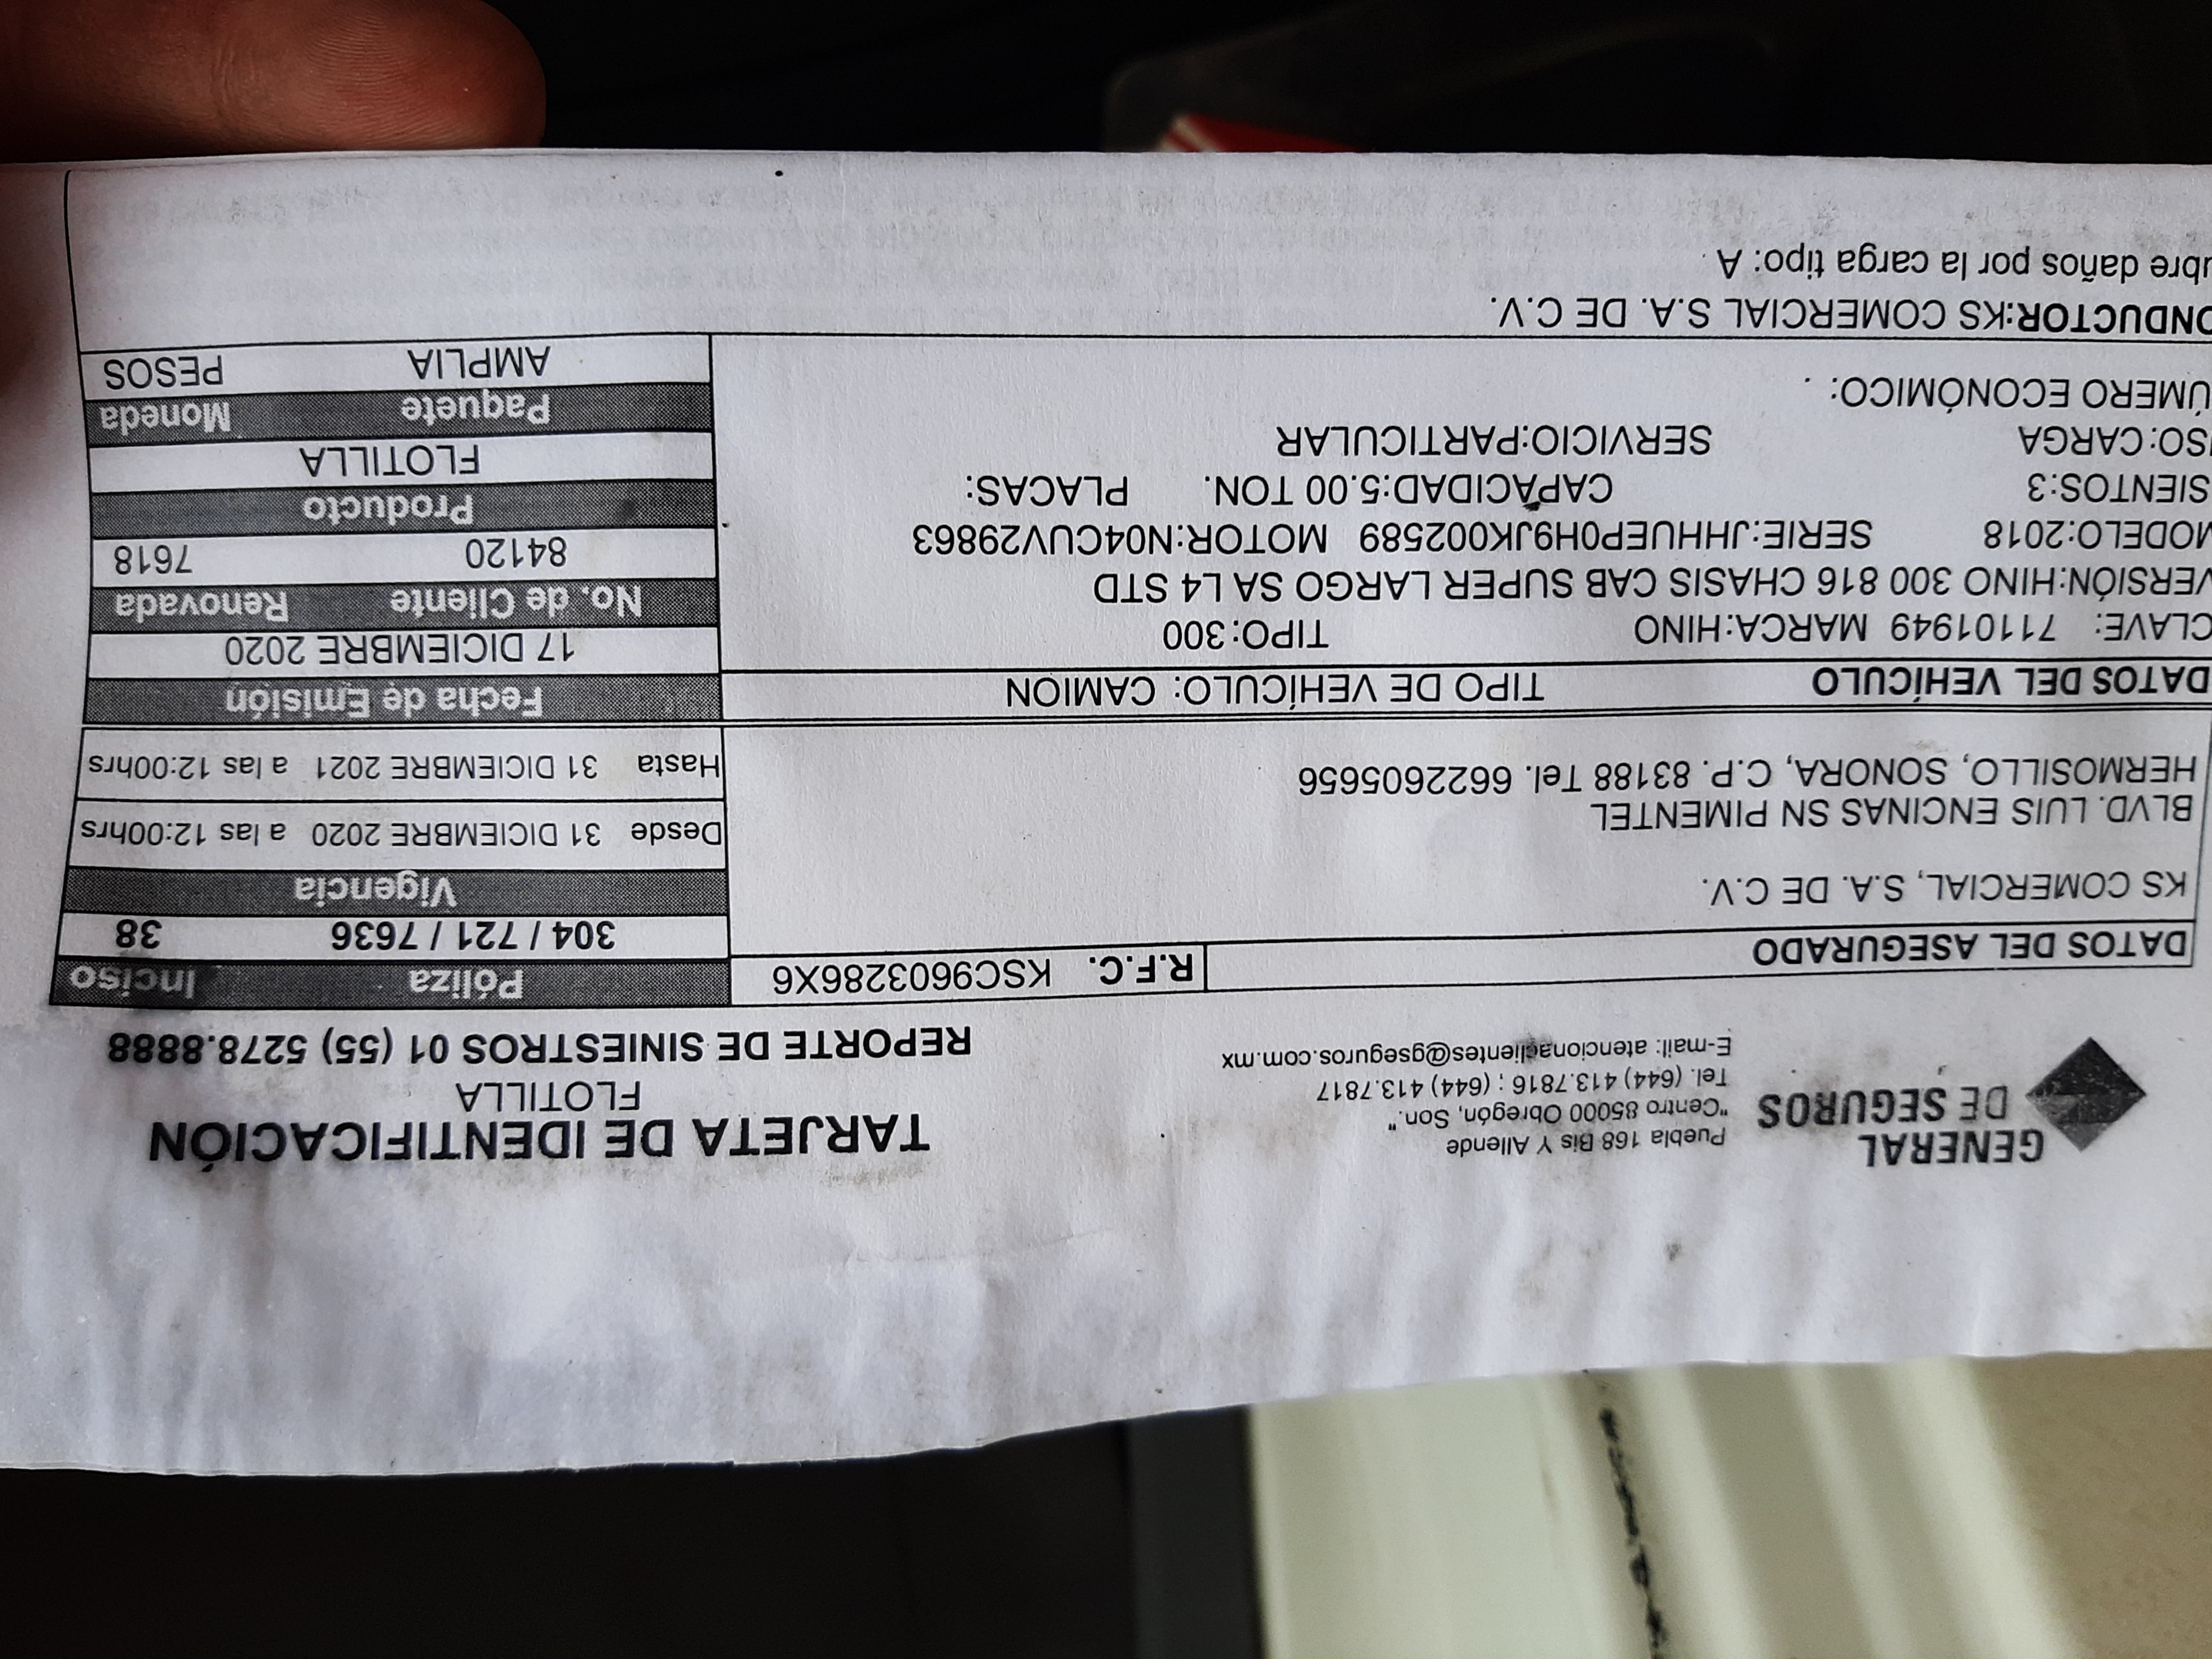 GENERAL
DE SEGUROS
Puebla 168 Bis Y Allende
"Centro 85000 Obregón, Son."
Tel. (644) 413.7816 ; (644) 413.7817
E-mail: atencionaclientes@gseguros.com.mx
TARJETA DE IDENTIFICACIÓN
FLOTILLA
REPORTE DE SINIESTROS 01 (55) 5278.8888
DATOS DEL ASEGURADO R.F.C. KSC9603286X6
KS COMERCIAL, S.A. DE C.V.
BLVD. LUIS ENCINAS SN PIMENTEL
HERMOSILLO, SONORA, C.P. 83188 Tel. 6622605656
Póliza Inciso
304 / 721 / 7636 38
Vigencia
Desde 31 DICIEMBRE 2020 a las 12:00hrs
Hasta 31 DICIEMBRE 2021 a las 12:00hrs
DATOS DEL VEHÍCULO TIPO DE VEHÍCULO: CAMION
CLAVE: 71101949 MARCA:HINO TIPO:300
VERSIÓN:HINO 300 816 CHASIS CAB SUPER LARGO SA L4 STD
MODELO:2018 SERIE:JHHUEP0H9JK002589 MOTOR:N04CUV29863
SIENTOS:3 CAPACIDAD:5.00 TON. PLACAS:
SO:CARGA SERVICIO:PARTICULAR
ÚMERO ECONÓMICO: .
Fecha de Emisión
17 DICIEMBRE 2020
No. de Cliente Renovada
84120 7618
Producto
FLOTILLA
Paquete Moneda
AMPLIA PESOS
ONDUCTOR:KS COMERCIAL S.A. DE C.V.
ubre daños por la carga tipo: A .